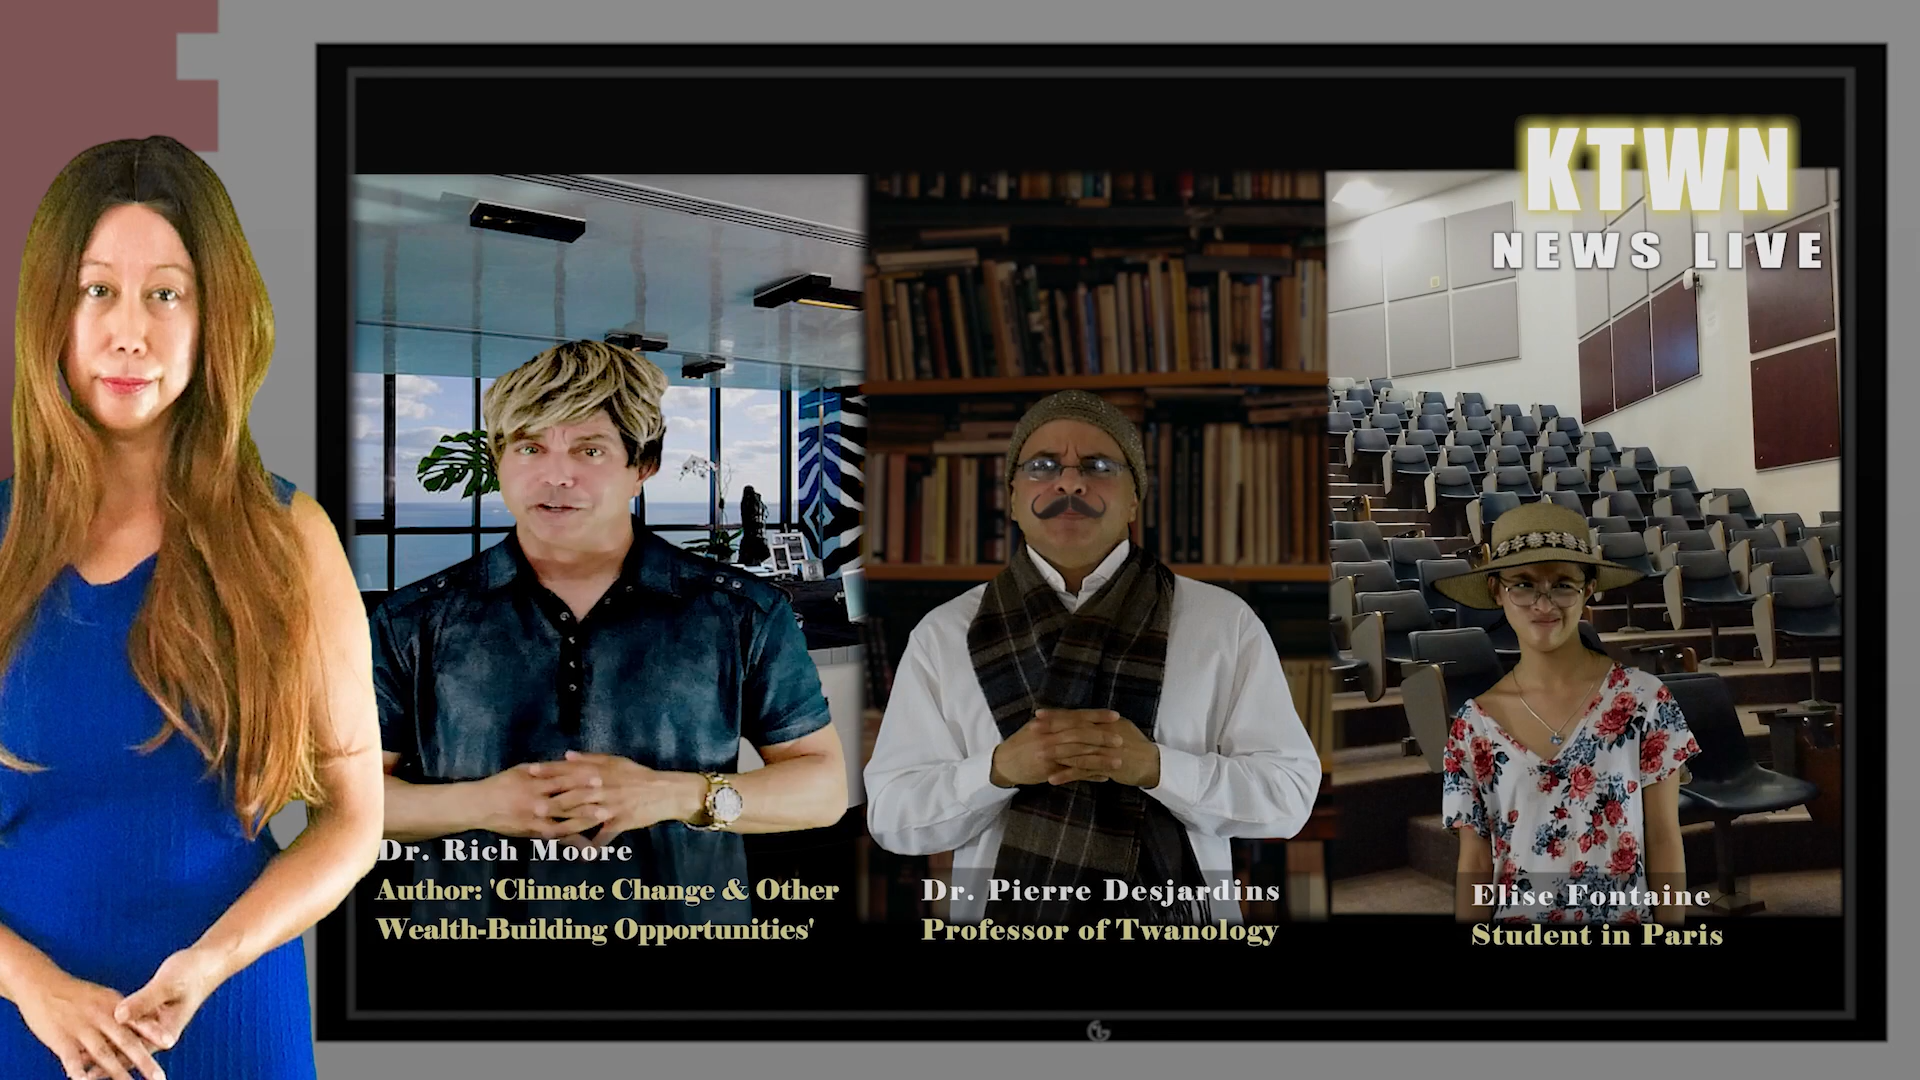 KTWN
NEWS LIVE
Dr. Rich Moore
Author: 'Climate Change & Other
Wealth-Building Opportunities'
Dr. Pierre Desjardins
Professor of Twanology
Elise Fontaine
Student in Paris